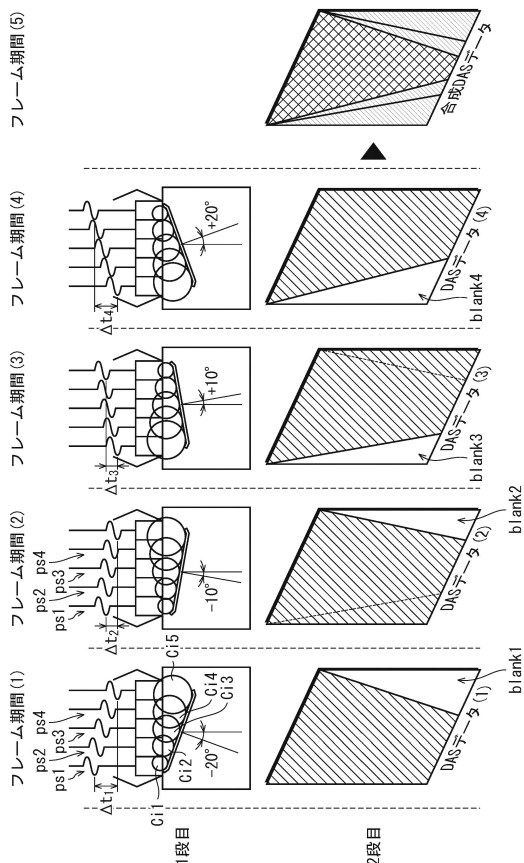 フレーム期間(1)
フレーム期間(2)
フレーム期間(3)
フレーム期間(4)
フレーム期間(5)
1段目
ps1
ps2
ps3
ps4
Δt1
Ci1
Ci2
Ci3
Ci4
Ci5
-20°
ps1
ps2
ps3
ps4
Δt2
-10°
Δt3
+10°
Δt4
+20°
2段目
DASデータ(1)
blank1
DASデータ(2)
blank2
DASデータ(3)
blank3
DASデータ(4)
blank4
合成DASデータ